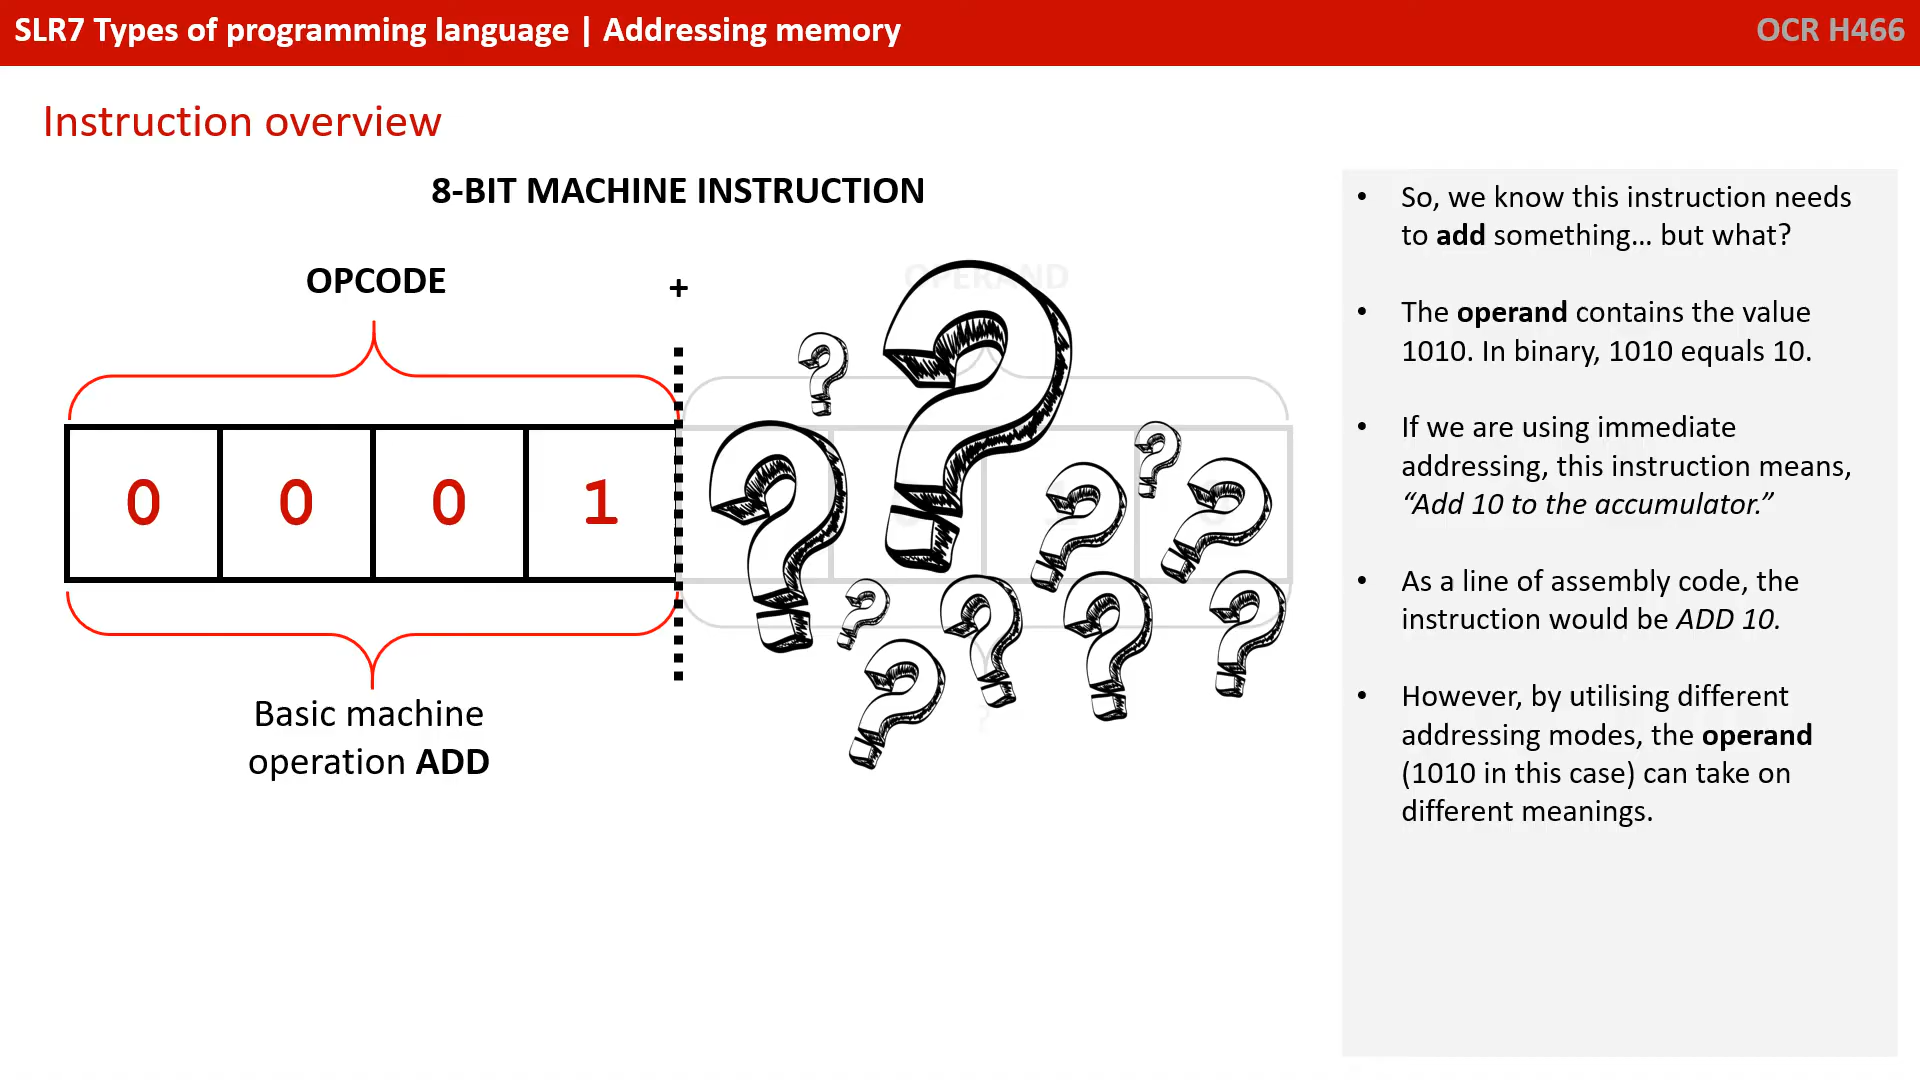 SLR7 Types of programming language | Addressing memory
OCR H466
Instruction overview
8-BIT MACHINE INSTRUCTION
OPCODE
+
OPERAND
0 0 0 1
Basic machine
operation ADD
• So, we know this instruction needs
to add something... but what?
• The operand contains the value
1010. In binary, 1010 equals 10.
• If we are using immediate
addressing, this instruction means,
“Add 10 to the accumulator.”
• As a line of assembly code, the
instruction would be ADD 10.
• However, by utilising different
addressing modes, the operand
(1010 in this case) can take on
different meanings.